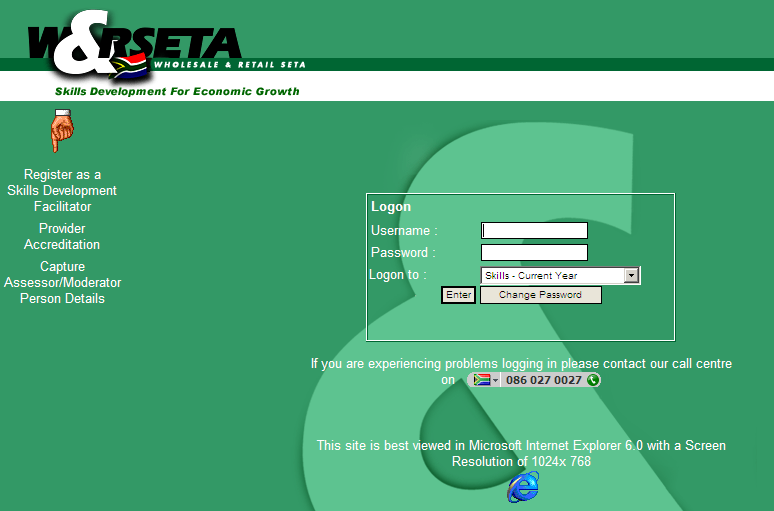 W&RSETA
WHOLESALE & RETAIL SETA
Skills Development For Economic Growth
Register as a
Skills Development
Facilitator
Provider
Accreditation
Capture
Assessor/Moderator
Person Details
Logon
Username :
Password :
Logon to : Skills - Current Year
Enter Change Password
If you are experiencing problems logging in please contact our call centre
on 086 027 0027
This site is best viewed in Microsoft Internet Explorer 6.0 with a Screen
Resolution of 1024x 768